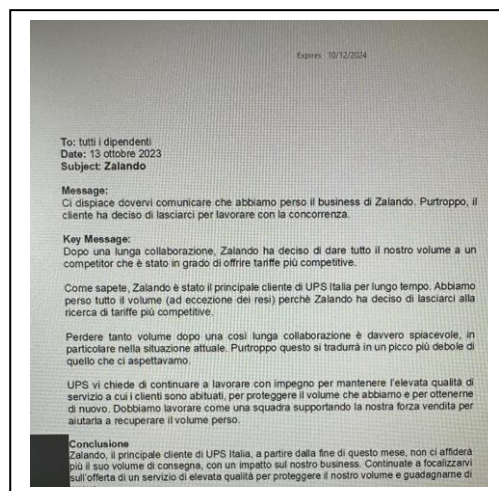 Expires 10/12/2024
To: tutti i dipendenti
Date: 13 ottobre 2023
Subject: Zalando
Message:
Ci dispiace dovervi comunicare che abbiamo perso il business di Zalando. Purtroppo, il
cliente ha deciso di lasciarci per lavorare con la concorrenza.
Key Message:
Dopo una lunga collaborazione, Zalando ha deciso di dare tutto il nostro volume a un
competitor che è stato in grado di offrire tariffe più competitive.
Come sapete, Zalando è stato il principale cliente di UPS Italia per lungo tempo. Abbiamo
perso tutto il volume (ad eccezione dei resi) perchè Zalando ha deciso di lasciarci alla
ricerca di tariffe più competitive.
Perdere tanto volume dopo una così lunga collaborazione è davvero spiacevole, in
particolare nella situazione attuale. Purtroppo questo si tradurrà in un picco più debole di
quello che ci aspettavamo.
UPS vi chiede di continuare a lavorare con impegno per mantenere l'elevata qualità di
servizio a cui i clienti sono abituati, per proteggere il volume che abbiamo e per ottenerne
di nuovo. Dobbiamo lavorare come una squadra supportando la nostra forza vendita per
aiutarla a recuperare il volume perso.
Conclusione
Zalando, il principale cliente di UPS Italia, a partire dalla fine di questo mese, non ci affiderà
più il suo volume di consegna, con un impatto sul nostro business. Continuate a focalizzarvi
sull'offerta di un servizio di elevata qualità per proteggere il nostro volume e guadagnarne di